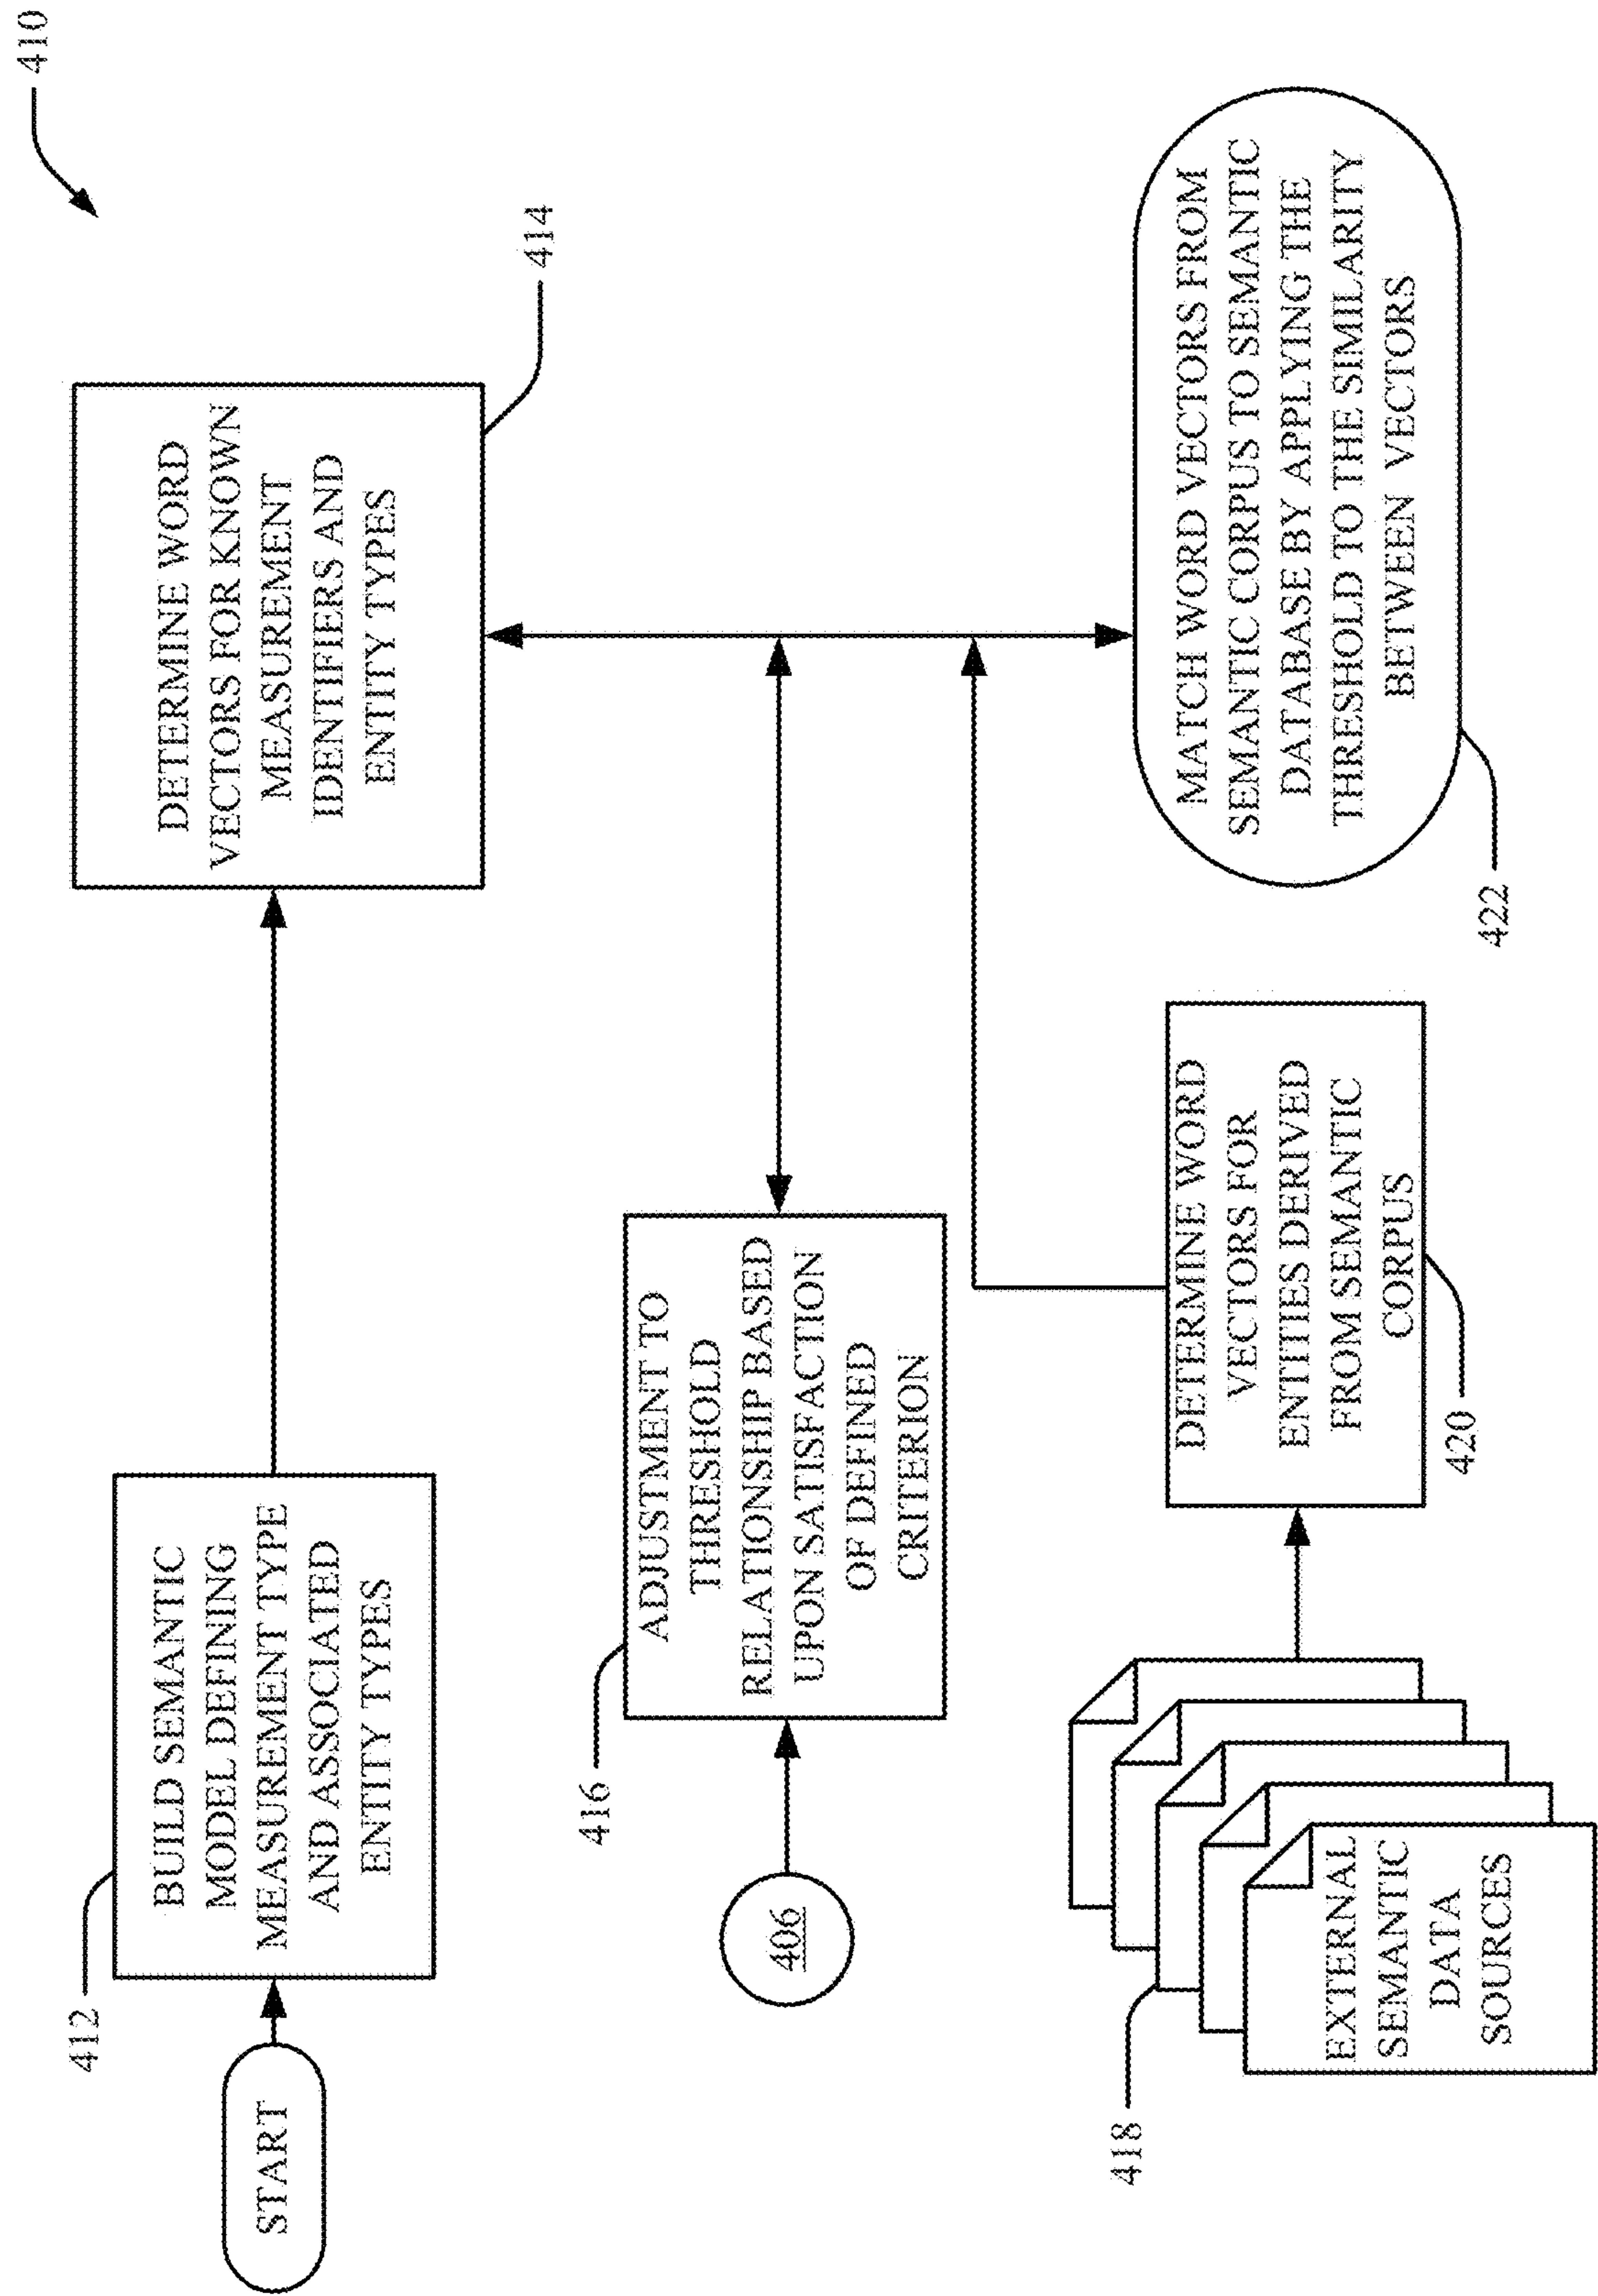 410
START
412
BUILD SEMANTIC
MODEL DEFINING
MEASUREMENT TYPE
AND ASSOCIATED
ENTITY TYPES
414
DETERMINE WORD
VECTORS FOR KNOWN
MEASUREMENT
IDENTIFIERS AND
ENTITY TYPES
406
416
ADJUSTMENT TO
THRESHOLD
RELATIONSHIP BASED
UPON SATISFACTION
OF DEFINED
CRITERION
418
EXTERNAL
SEMANTIC
DATA
SOURCES
DETERMINE WORD
VECTORS FOR
ENTITIES DERIVED
FROM SEMANTIC
CORPUS
420
MATCH WORD VECTORS FROM
SEMANTIC CORPUS TO SEMANTIC
DATABASE BY APPLYING THE
THRESHOLD TO THE SIMILARITY
BETWEEN VECTORS
422